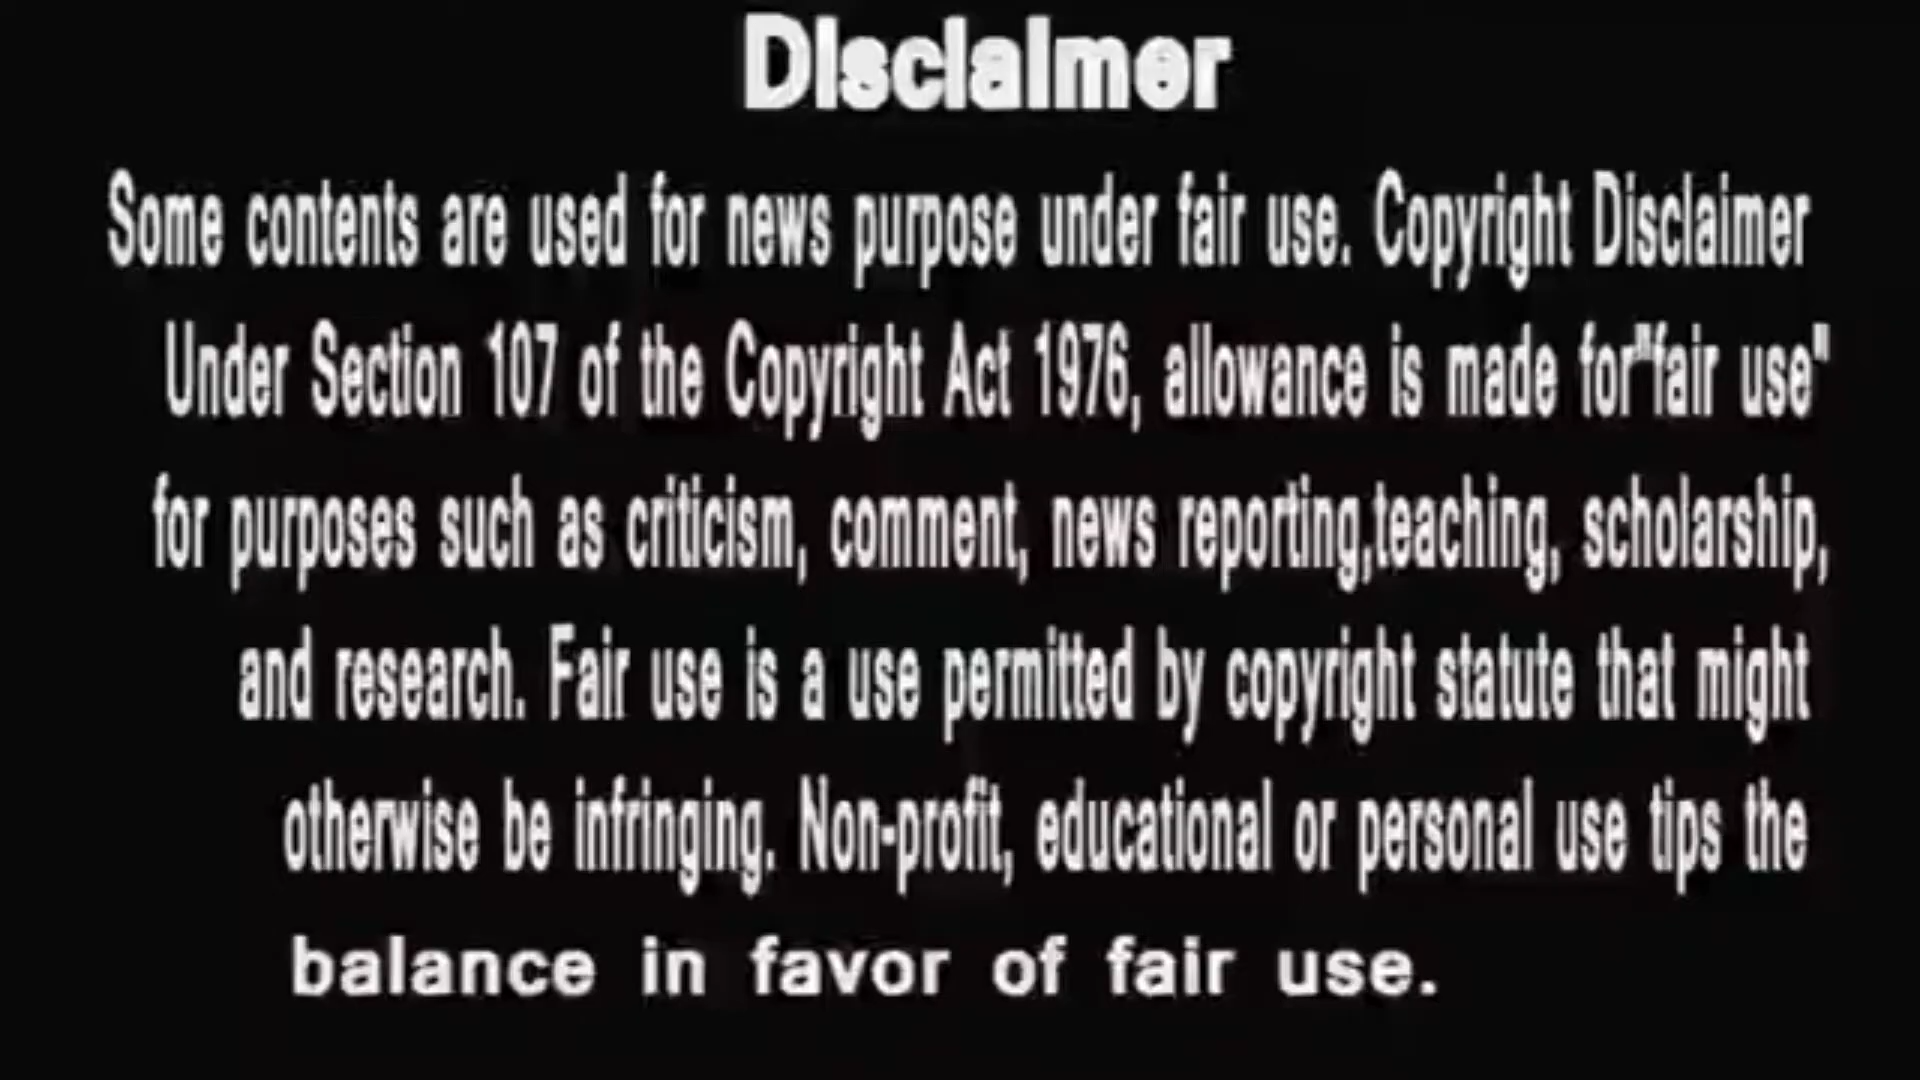 Disclaimer
Some contents are used for news purpose under fair use. Copyright Disclaimer
Under Section 107 of the Copyright Act 1976, allowance is made for"fair use"
for purposes such as criticism, comment, news reporting,teaching, scholarship,
and research. Fair use is a use permitted by copyright statute that might
otherwise be infringing. Non-profit, educational or personal use tips the
balance in favor of fair use.